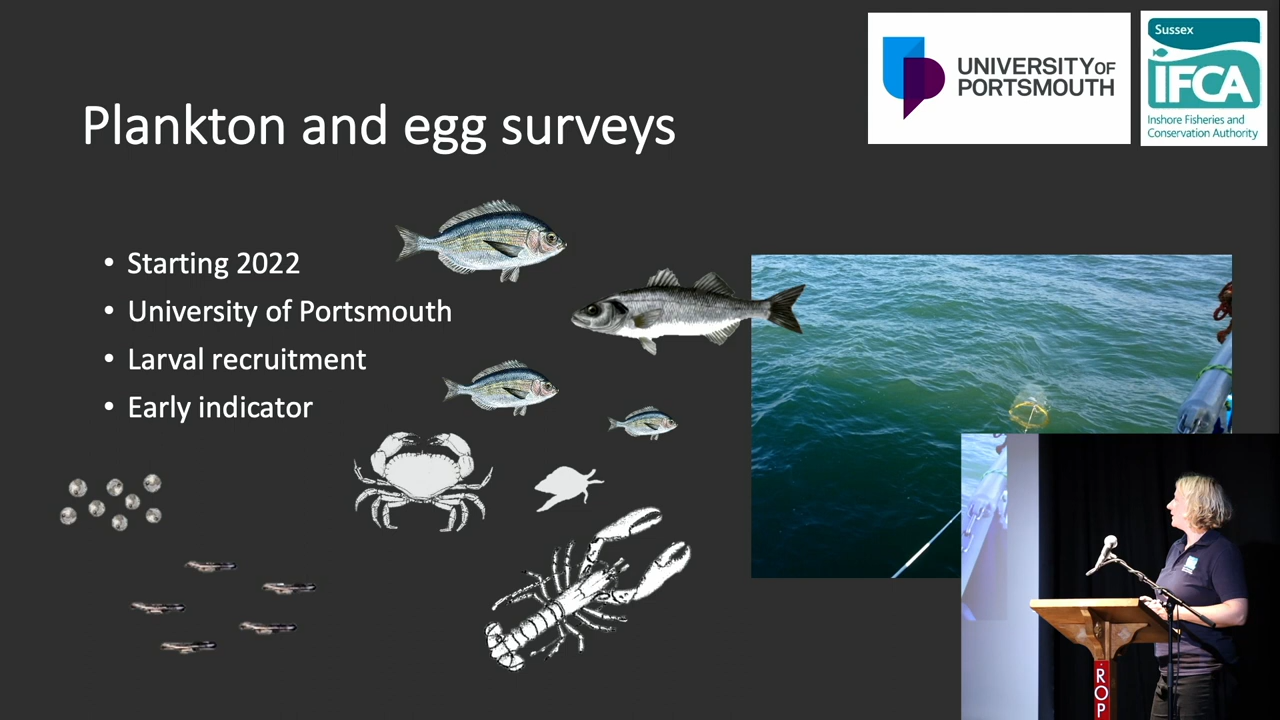 Plankton and egg surveys
• Starting 2022
• University of Portsmouth
• Larval recruitment
• Early indicator
UNIVERSITY OF
PORTSMOUTH
Sussex
IFCA
Inshore Fisheries and
Conservation Authority
ROP